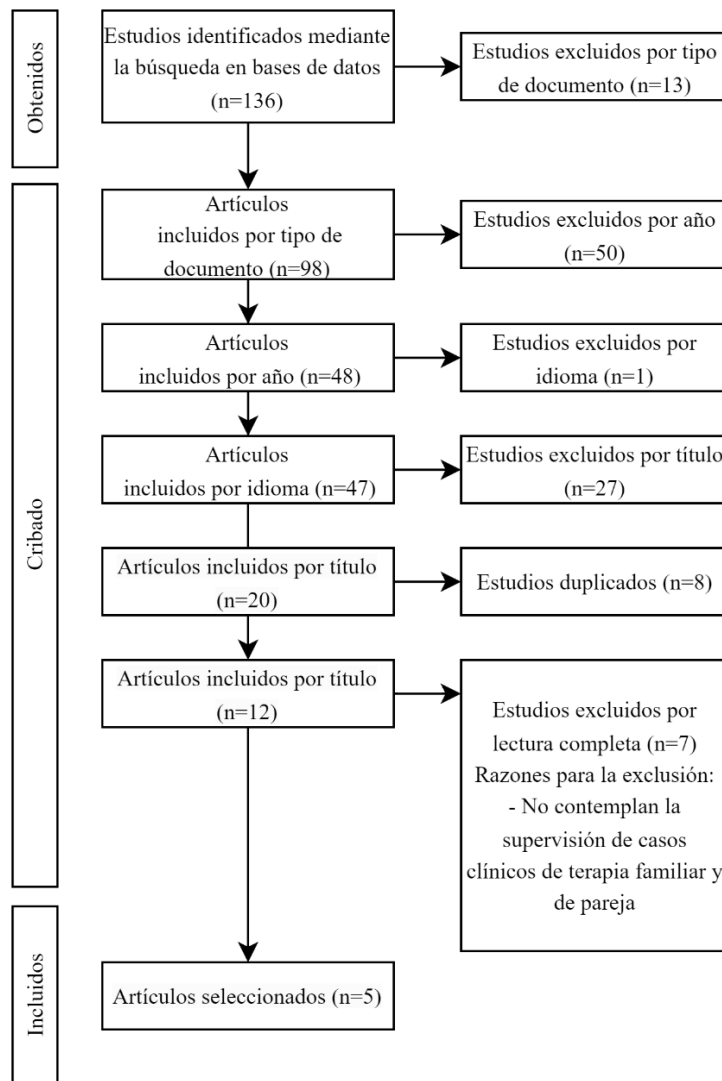 Obtenidos
Estudios identificados mediante
la búsqueda en bases de datos
(n=136)
Estudios excluidos por tipo
de documento (n=13)
Cribado
Artículos
incluidos por tipo de
documento (n=98)
Estudios excluidos por año
(n=50)
Artículos
incluidos por año (n=48)
Estudios excluidos por
idioma (n=1)
Artículos
incluidos por idioma (n=47)
Estudios excluidos por título
(n=27)
Artículos incluidos por título
(n=20)
Estudios duplicados (n=8)
Artículos incluidos por título
(n=12)
Estudios excluidos por
lectura completa (n=7)
Razones para la exclusión:
- No contemplan la
supervisión de casos
clínicos de terapia familiar y
de pareja
Incluidos
Artículos seleccionados (n=5)